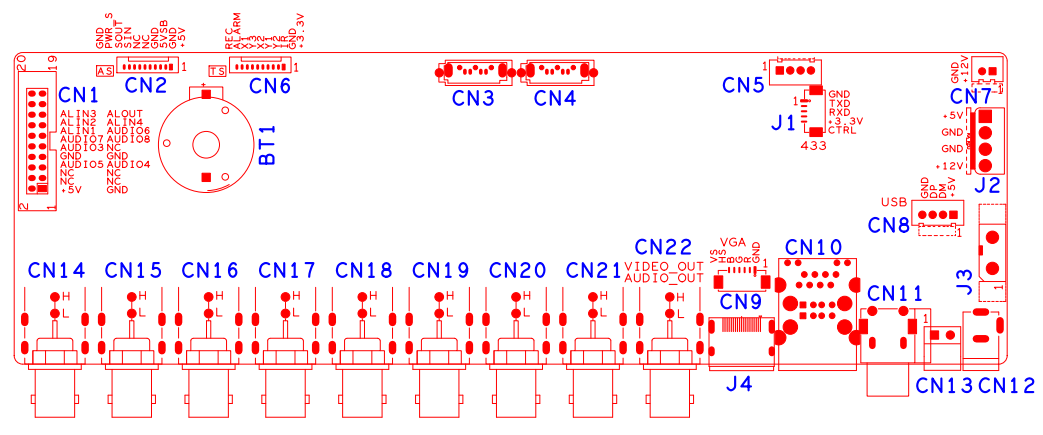 GND
PWR_S
SOUT
SIN
NC
NC
GND
5VSB
GND
+5V
REC
ALARM
X1
Y3
X2
Y1
Y2
IR
GND
+3.3V
20
19
AS
1
CN2
TS
1
CN6
CN1
ALIN3 ALOUT
ALIN2 ALIN4
ALIN1 AUDIO6
AUDIO7 AUDIO8
AUDIO3 NC
GND GND
AUDIO5 AUDIO4
NC NC
NC NC
+5V GND
2
1
+
BT1
CN3
CN4
1
CN5
1
GND
TXD
RXD
+3.3V
CTRL
J1
433
GND
+12V
1
CN7
+5V
GND
GND
+12V
J2
GND
DP
DM
+5V
USB
CN8
1
J3
1
CN14
CN15
CN16
CN17
CN18
CN19
CN20
CN21
CN22
VIDEO_OUT
AUDIO_OUT
H
H
H
H
H
H
H
H
H
L
L
L
L
L
L
L
L
L
VGA
VS
HS
B
G
R
GND
1
CN9
J4
CN10
CN11
1
CN13
CN12